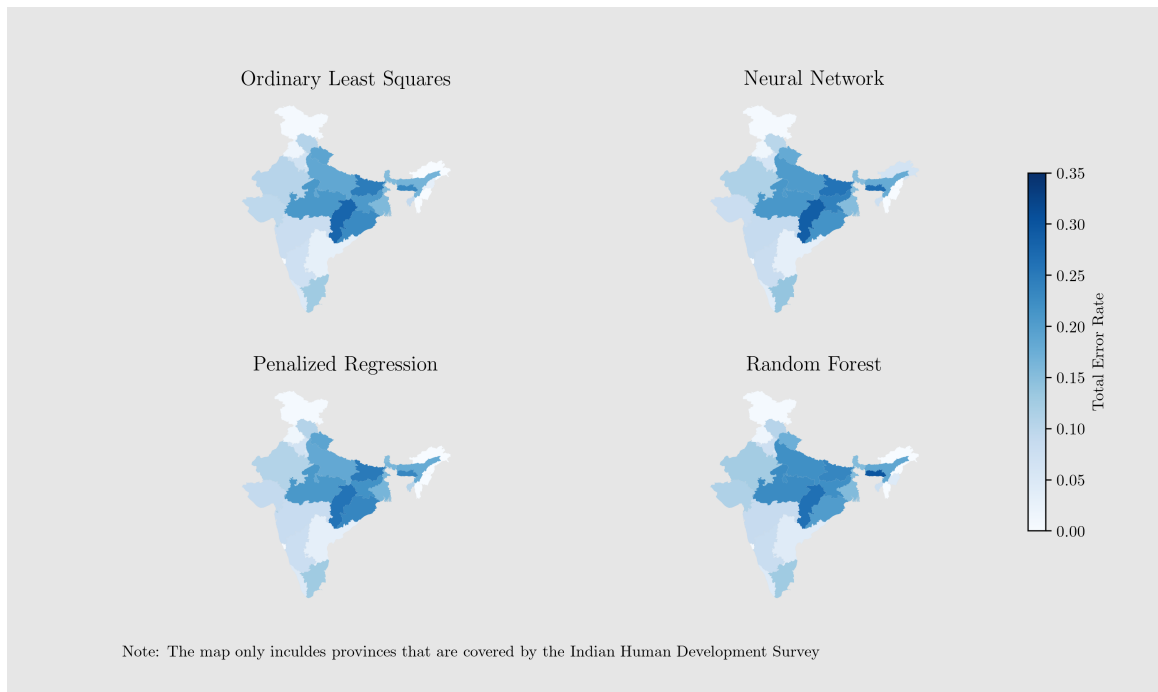 Ordinary Least Squares
Neural Network
Penalized Regression
Random Forest
0.35
0.30
0.25
0.20
0.15
0.10
0.05
0.00
Total Error Rate
Note: The map only inculdes provinces that are covered by the Indian Human Development Survey